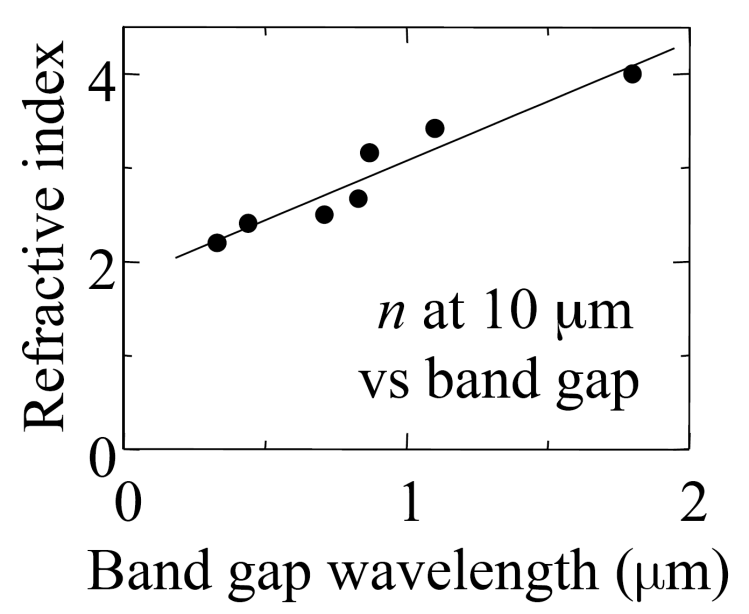 Refractive index
4
2
0
n at 10 μm
vs band gap
0 1 2
Band gap wavelength (μm)